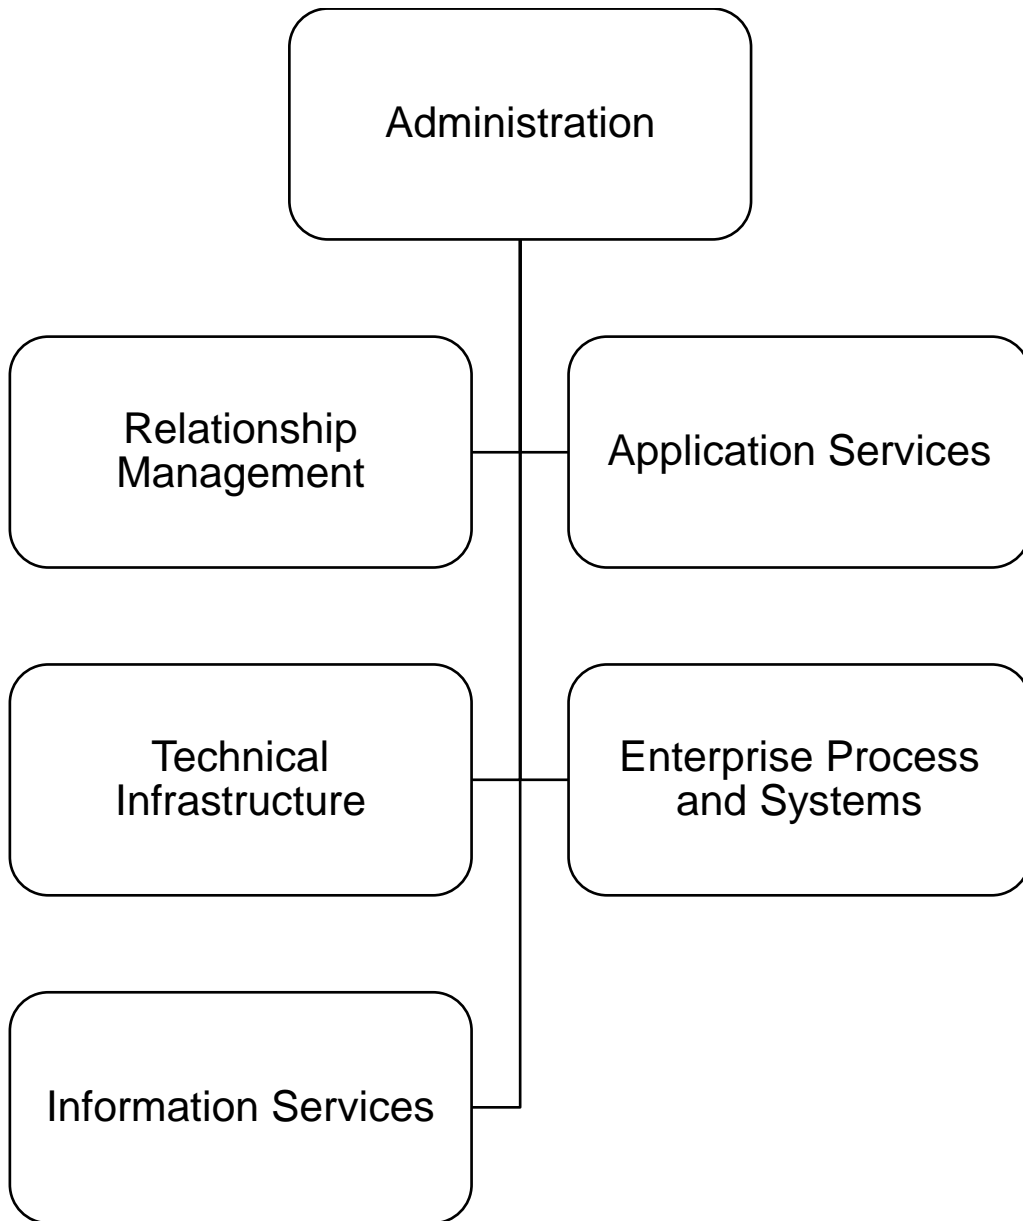 Administration
Relationship
Management
Application Services
Technical
Infrastructure
Enterprise Process
and Systems
Information Services